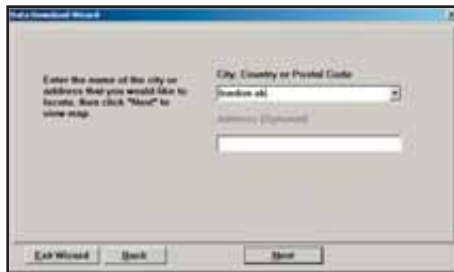 Data Download Wizard
Enter the name of the city or
address that you would like to
locate, then click "Next" to
view map.
City, Country or Postal Code
london uk
Address (Optional)
Exit Wizard
Back
Next